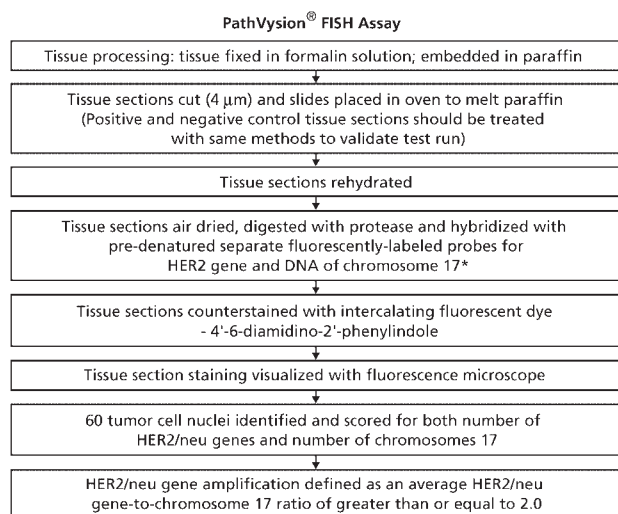 PathVysion® FISH Assay
Tissue processing: tissue fixed in formalin solution; embedded in paraffin
Tissue sections cut (4 μm) and slides placed in oven to melt paraffin
(Positive and negative control tissue sections should be treated
with same methods to validate test run)
Tissue sections rehydrated
Tissue sections air dried, digested with protease and hybridized with
pre-denatured separate fluorescently-labeled probes for
HER2 gene and DNA of chromosome 17*
Tissue sections counterstained with intercalating fluorescent dye
- 4'-6-diamidino-2'-phenylindole
Tissue section staining visualized with fluorescence microscope
60 tumor cell nuclei identified and scored for both number of
HER2/neu genes and number of chromosomes 17
HER2/neu gene amplification defined as an average HER2/neu
gene-to-chromosome 17 ratio of greater than or equal to 2.0